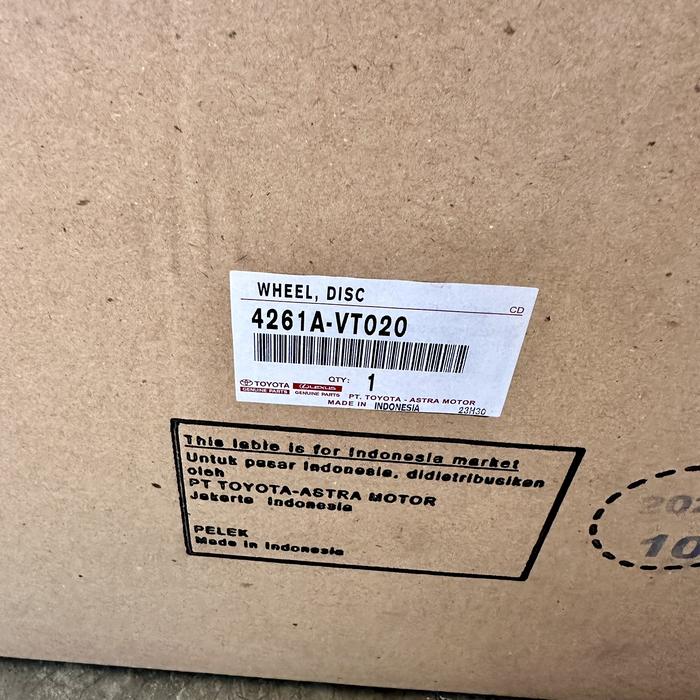 WHEEL, DISC
CD
4261A-VT020
QTY: 1
TOYOTA LEXUS
GENUINE PARTS GENUINE PARTS PT. TOYOTA - ASTRA MOTOR
MADE IN INDONESIA 23H30
This lable is for Indonesia market
Untuk pasar Indonesia, didistribusikan
oleh
PT TOYOTA-ASTRA MOTOR
Jakarta Indonesia
PELEK
Made in Indonesia
10